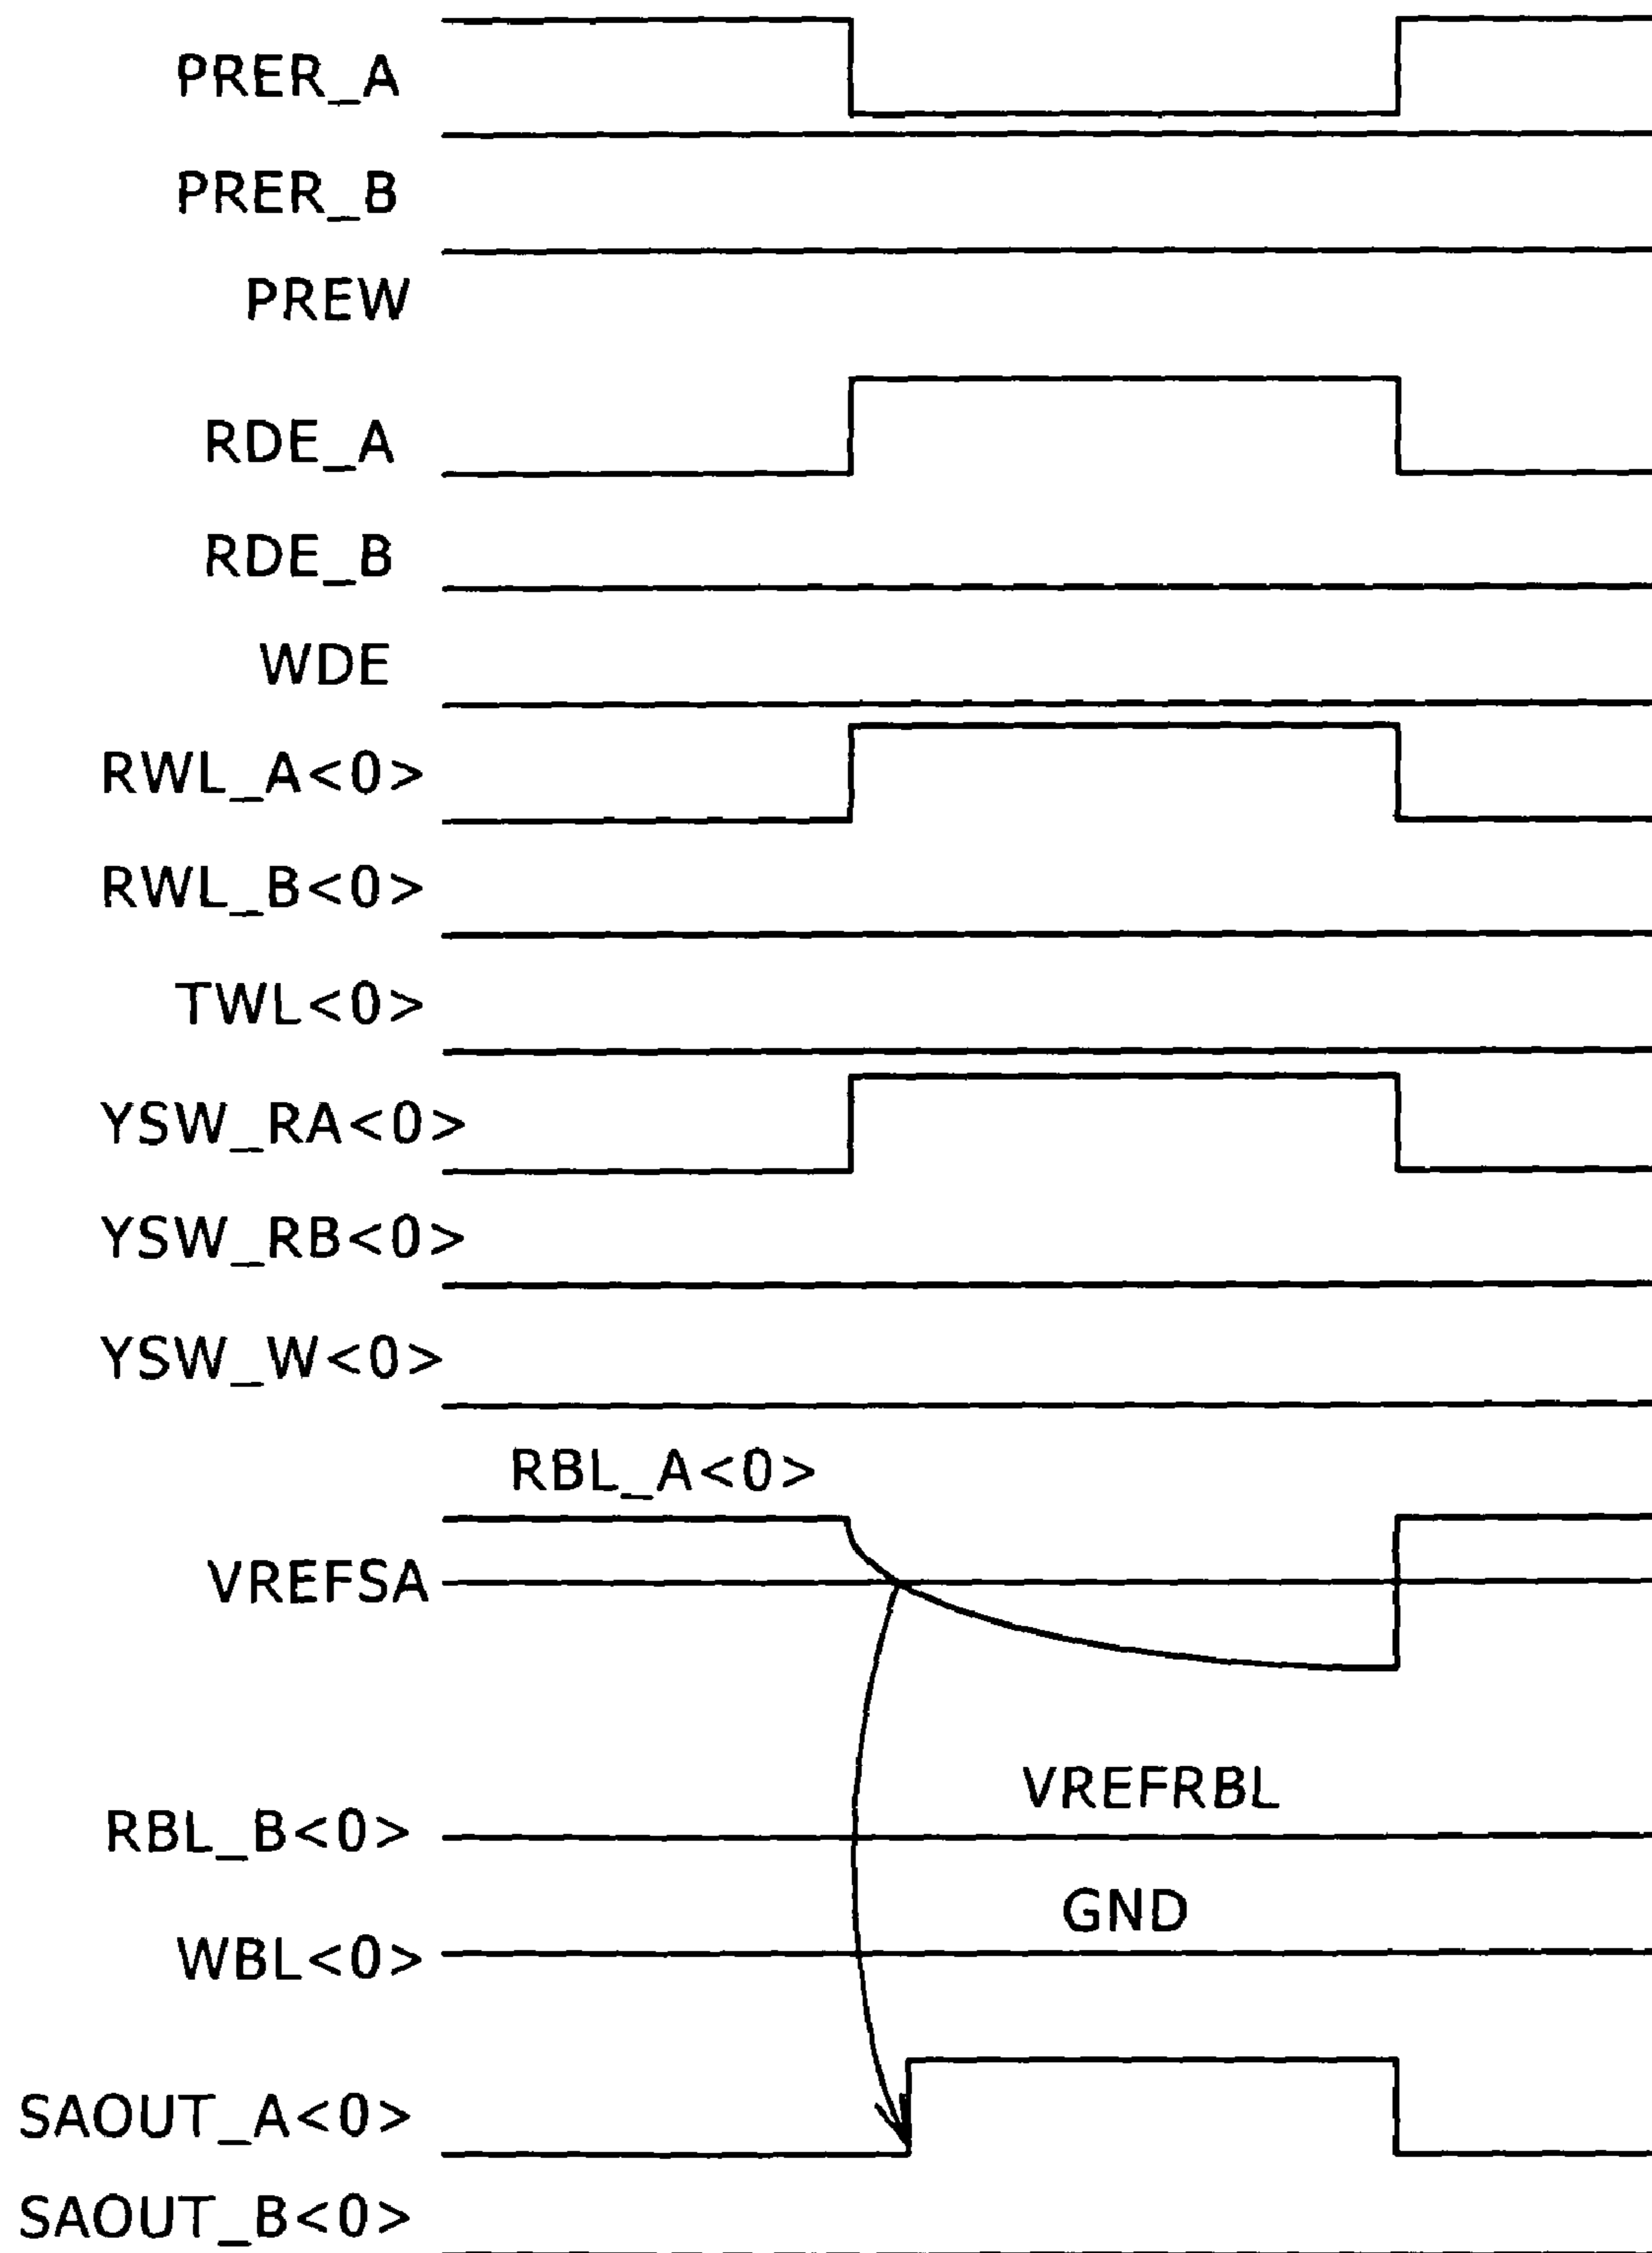 PRER_A
PRER_B
PREW
RDE_A
RDE_B
WDE
RWL_A<0>
RWL_B<0>
TWL<0>
YSW_RA<0>
YSW_RB<0>
YSW_W<0>
RBL_A<0>
VREFSA
VREFRBL
RBL_B<0>
GND
WBL<0>
SAOUT_A<0>
SAOUT_B<0>